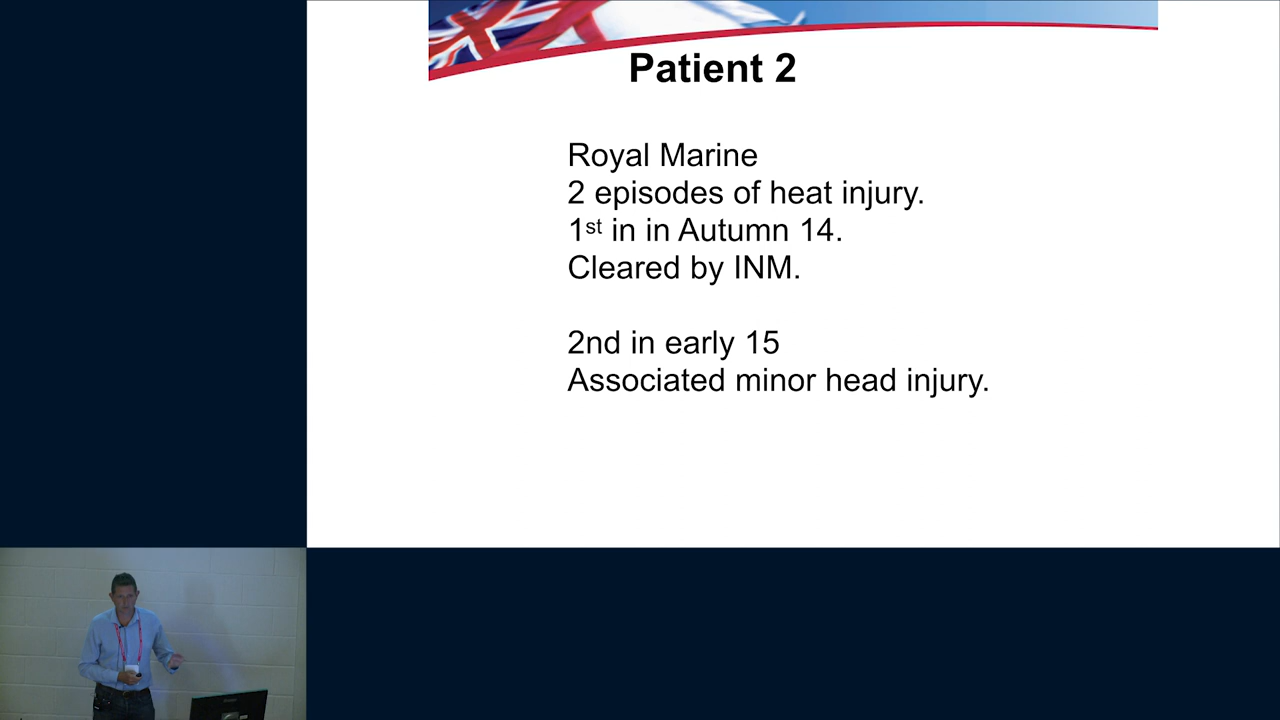 Patient 2
Royal Marine
2 episodes of heat injury.
1st in in Autumn 14.
Cleared by INM.
2nd in early 15
Associated minor head injury.